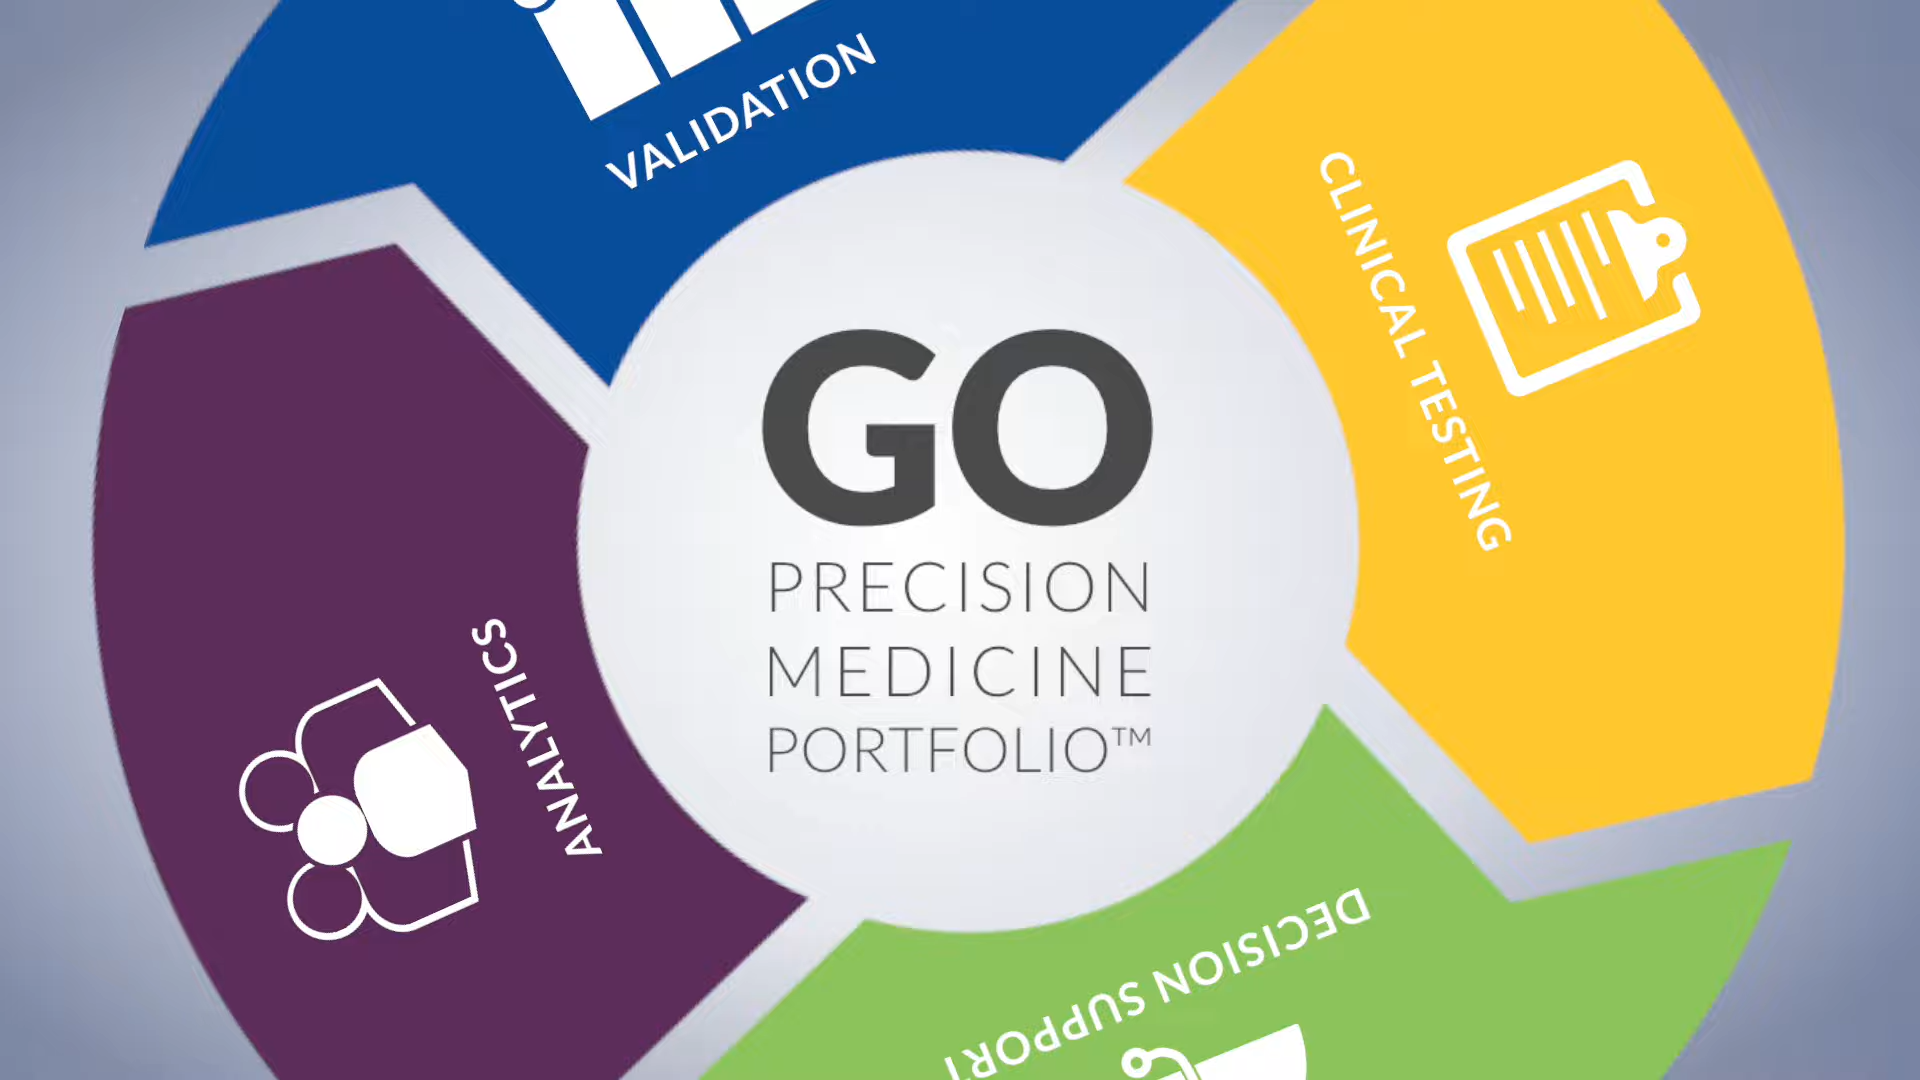 VALIDATION
CLINICAL TESTING
GO
PRECISION
MEDICINE
PORTFOLIO™
ANALYTICS
DECISION SUPPORT